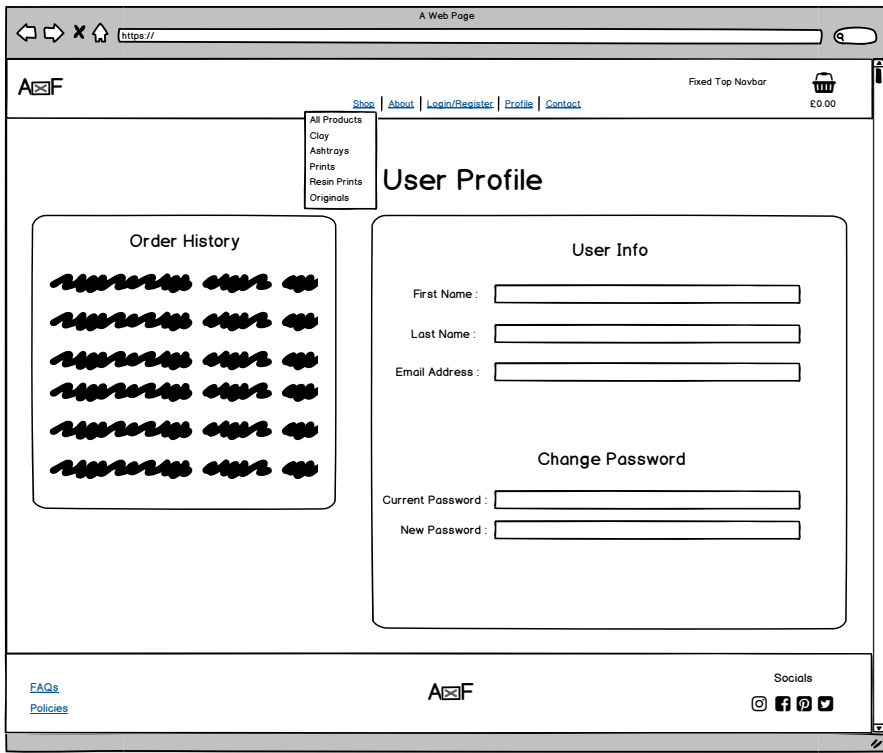 A Web Page
https://
A F
Fixed Top Navbar
£0.00
Shop | About | Login/Register | Profile | Contact
All Products
Clay
Ashtrays
Prints
Resin Prints
Originals
User Profile
Order History
User Info
First Name :
Last Name :
Email Address :
Change Password
Current Password :
New Password :
FAQs
Policies
A F
Socials